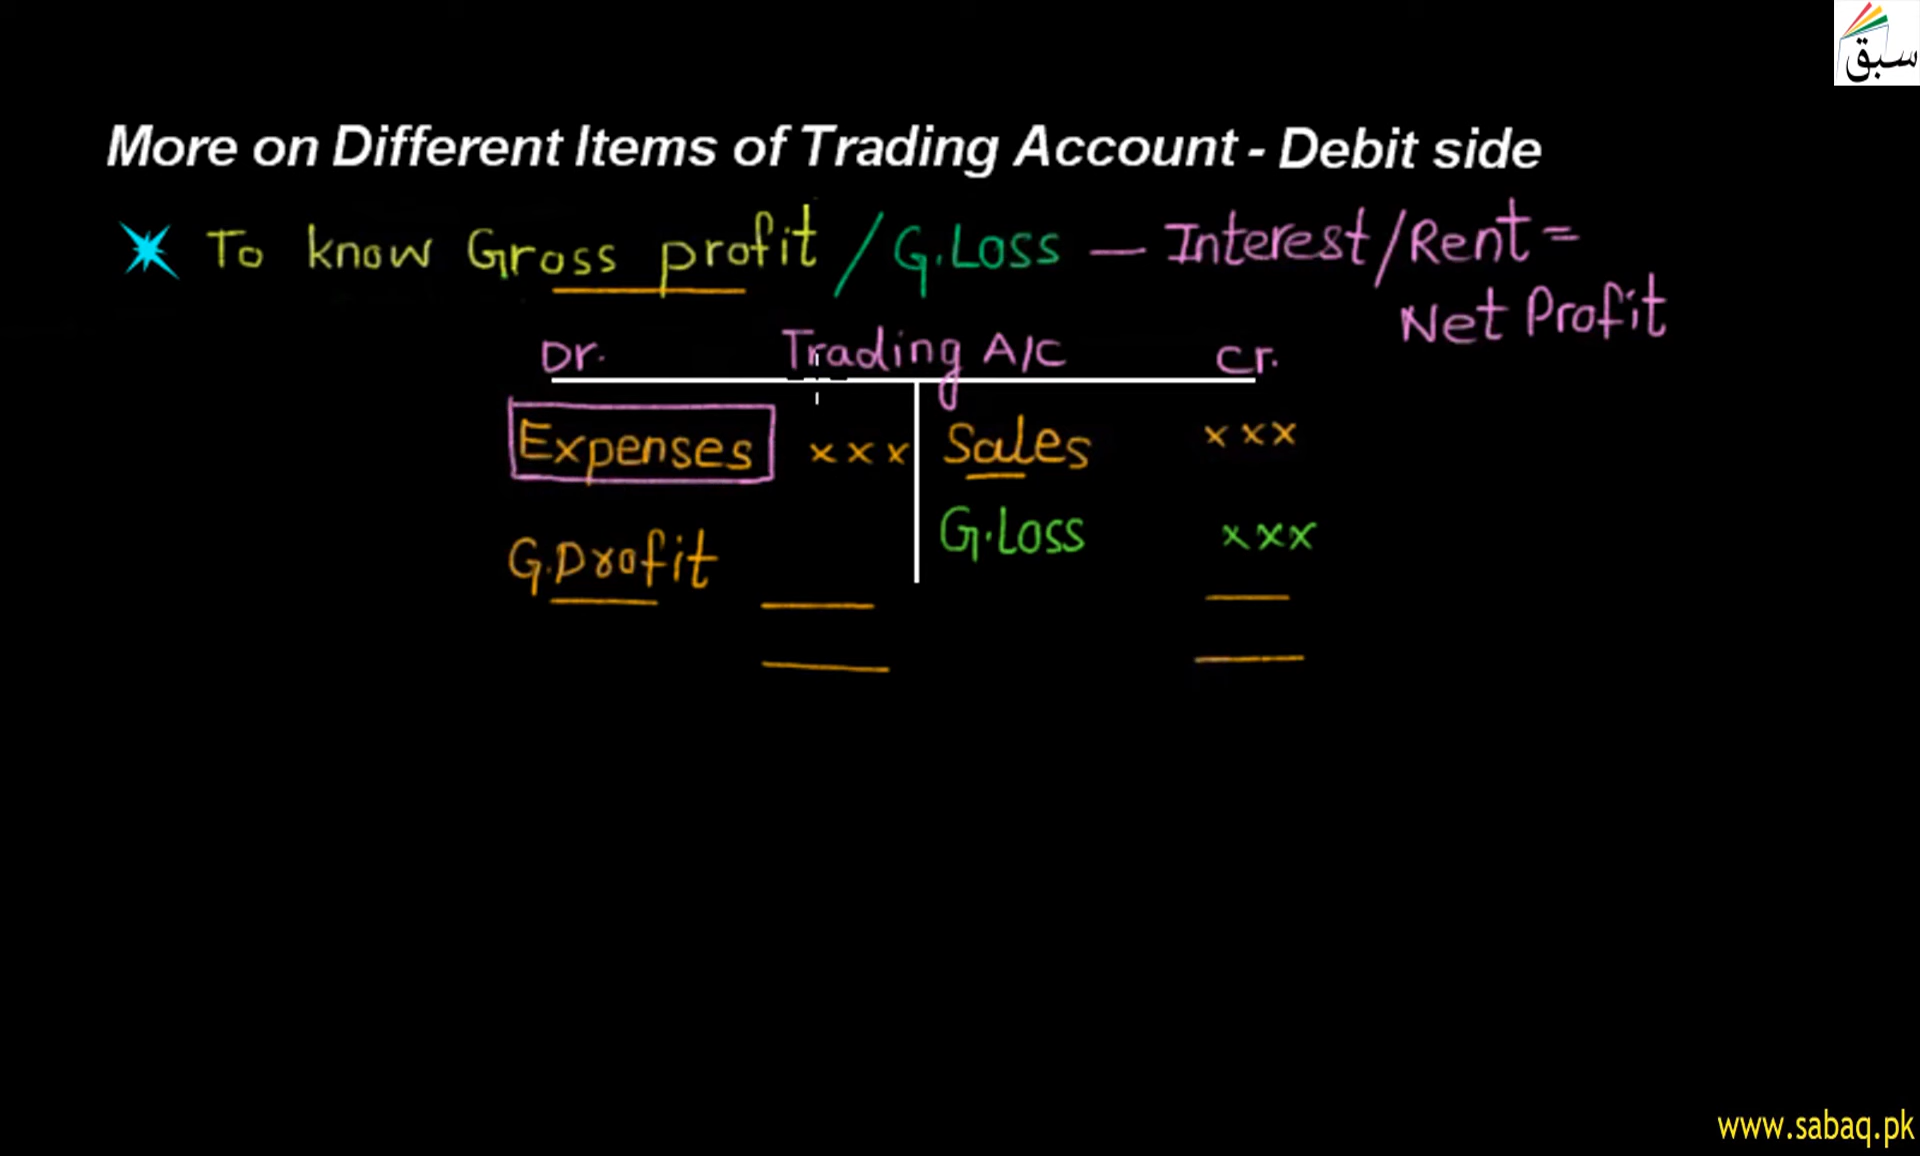 سبق
More on Different Items of Trading Account - Debit side
To know Gross profit / G.Loss — Interest/Rent =
Net Profit
Dr. Trading A/C Cr.
Expenses xxx Sales xxx
G.Profit G.Loss xxx
www.sabaq.pk